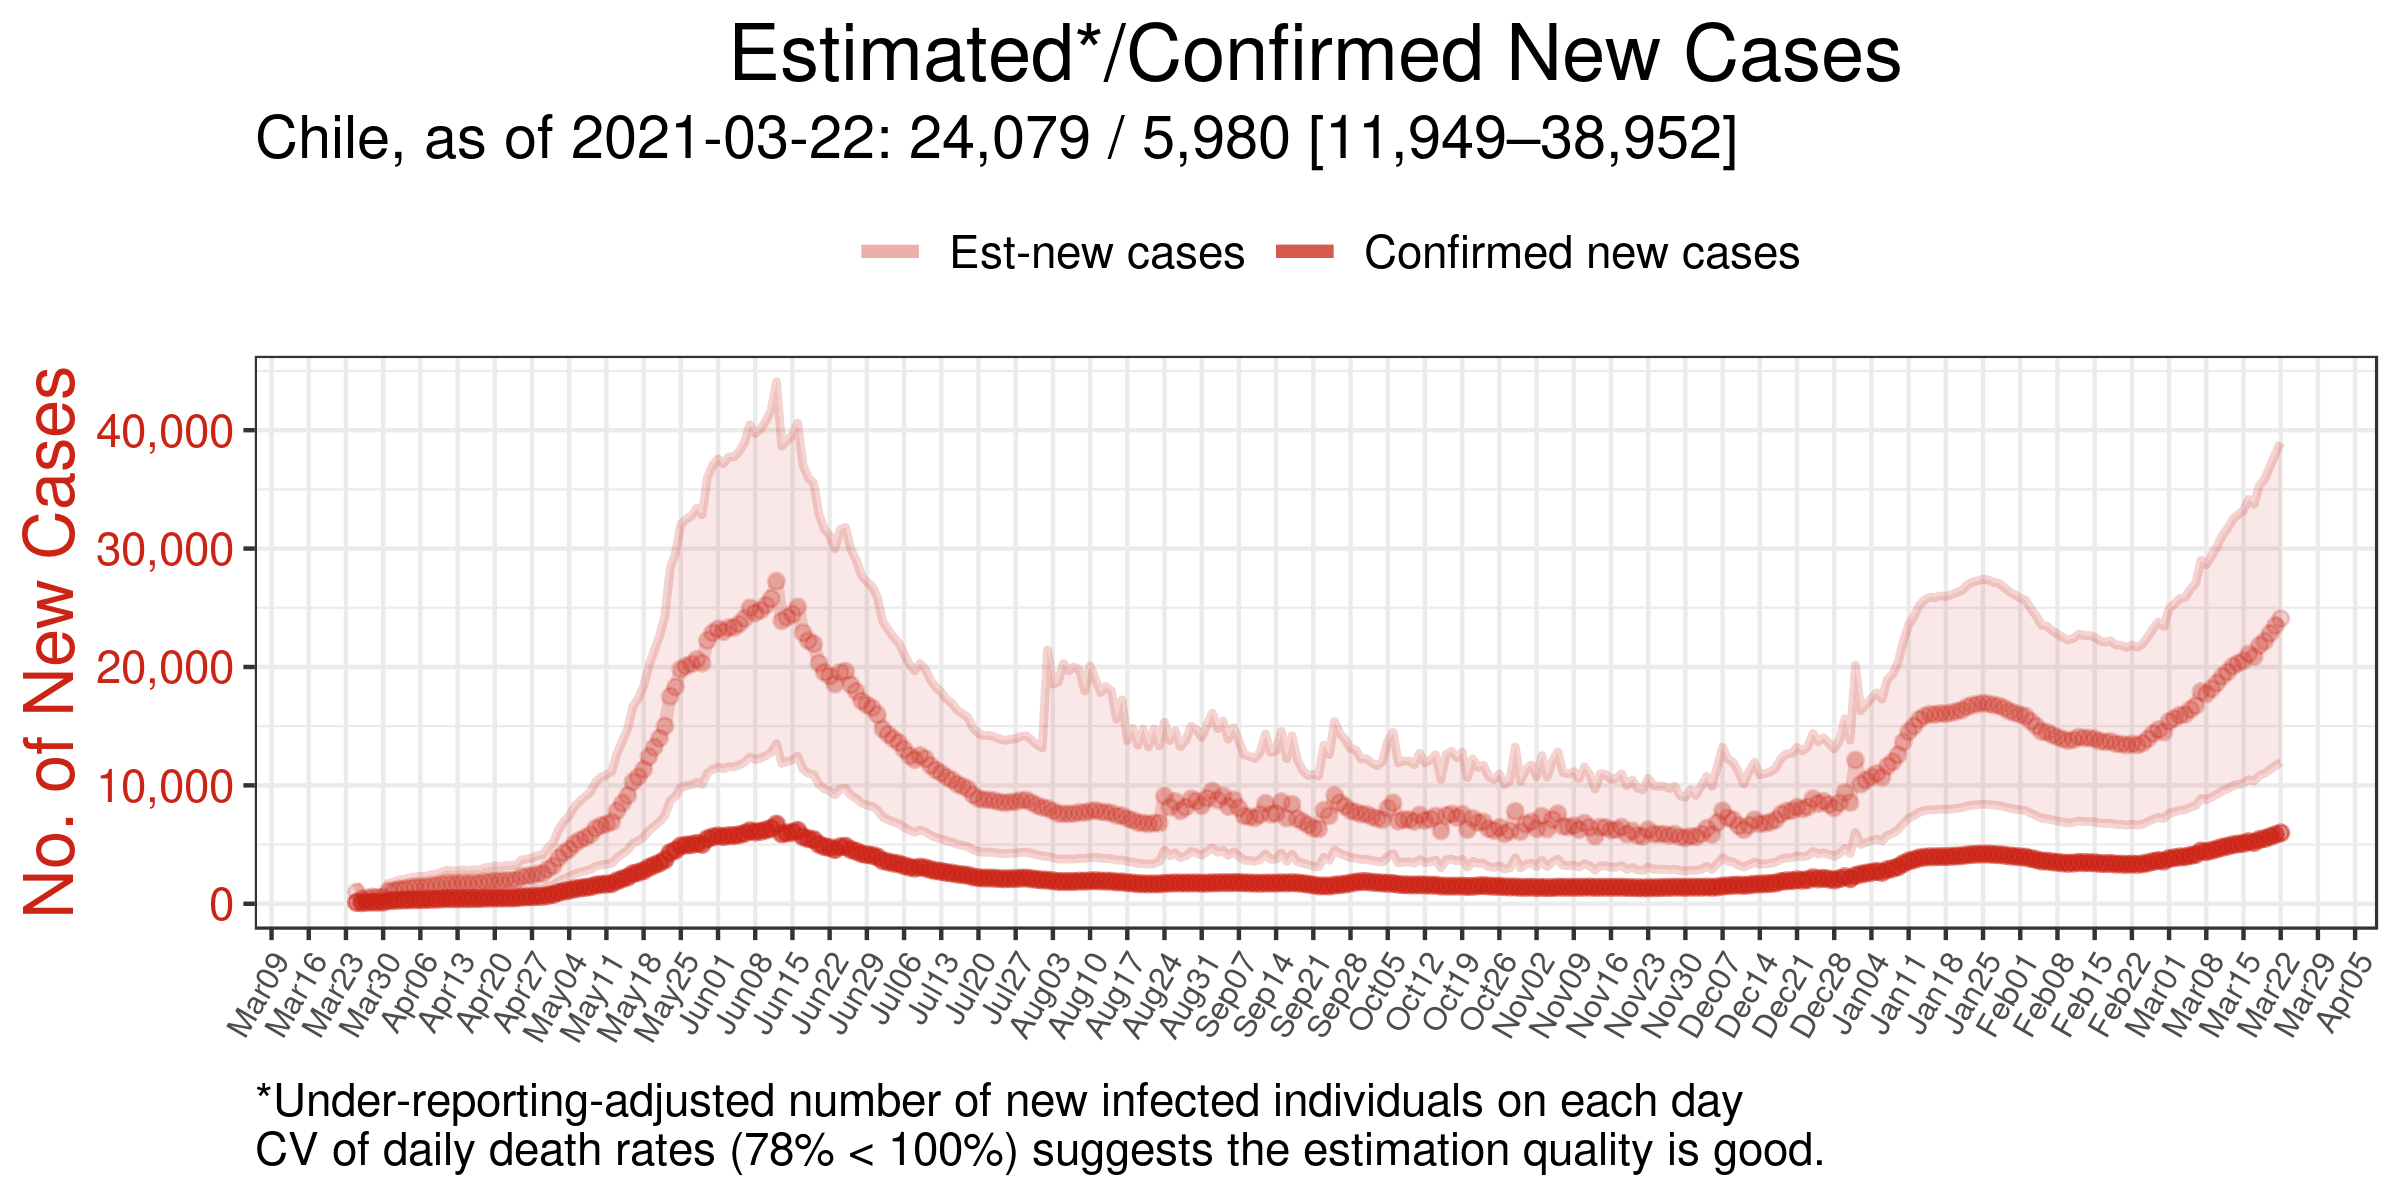 Estimated*/Confirmed New Cases
Chile, as of 2021-03-22: 24,079 / 5,980 [11,949–38,952]
Est-new cases Confirmed new cases
No. of New Cases
40,000
30,000
20,000
10,000
0
Mar09 Mar16 Mar23 Mar30 Apr06 Apr13 Apr20 Apr27 May04 May11 May18 May25 Jun01 Jun08 Jun15 Jun22 Jun29 Jul06 Jul13 Jul20 Jul27 Aug03 Aug10 Aug17 Aug24 Aug31 Sep07 Sep14 Sep21 Sep28 Oct05 Oct12 Oct19 Oct26 Nov02 Nov09 Nov16 Nov23 Nov30 Dec07 Dec14 Dec21 Dec28 Jan04 Jan11 Jan18 Jan25 Feb01 Feb08 Feb15 Feb22 Mar01 Mar08 Mar15 Mar22 Mar29 Apr05
*Under-reporting-adjusted number of new infected individuals on each day
CV of daily death rates (78% < 100%) suggests the estimation quality is good.